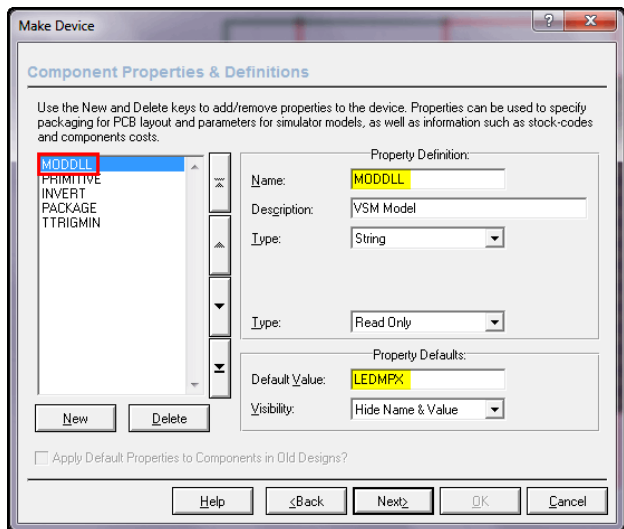 Make Device
Component Properties & Definitions
Use the New and Delete keys to add/remove properties to the device. Properties can be used to specify
packaging for PCB layout and parameters for simulator models, as well as information such as stock-codes
and components costs.
MODDLL
PRIMITIVE
INVERT
PACKAGE
TTRIGMIN
New
Delete
Property Definition:
Name: MODDLL
Description: VSM Model
Type: String
Type: Read Only
Property Defaults:
Default Value: LEDMPX
Visibility: Hide Name & Value
Apply Default Properties to Components in Old Designs?
Help
<Back
Next>
OK
Cancel